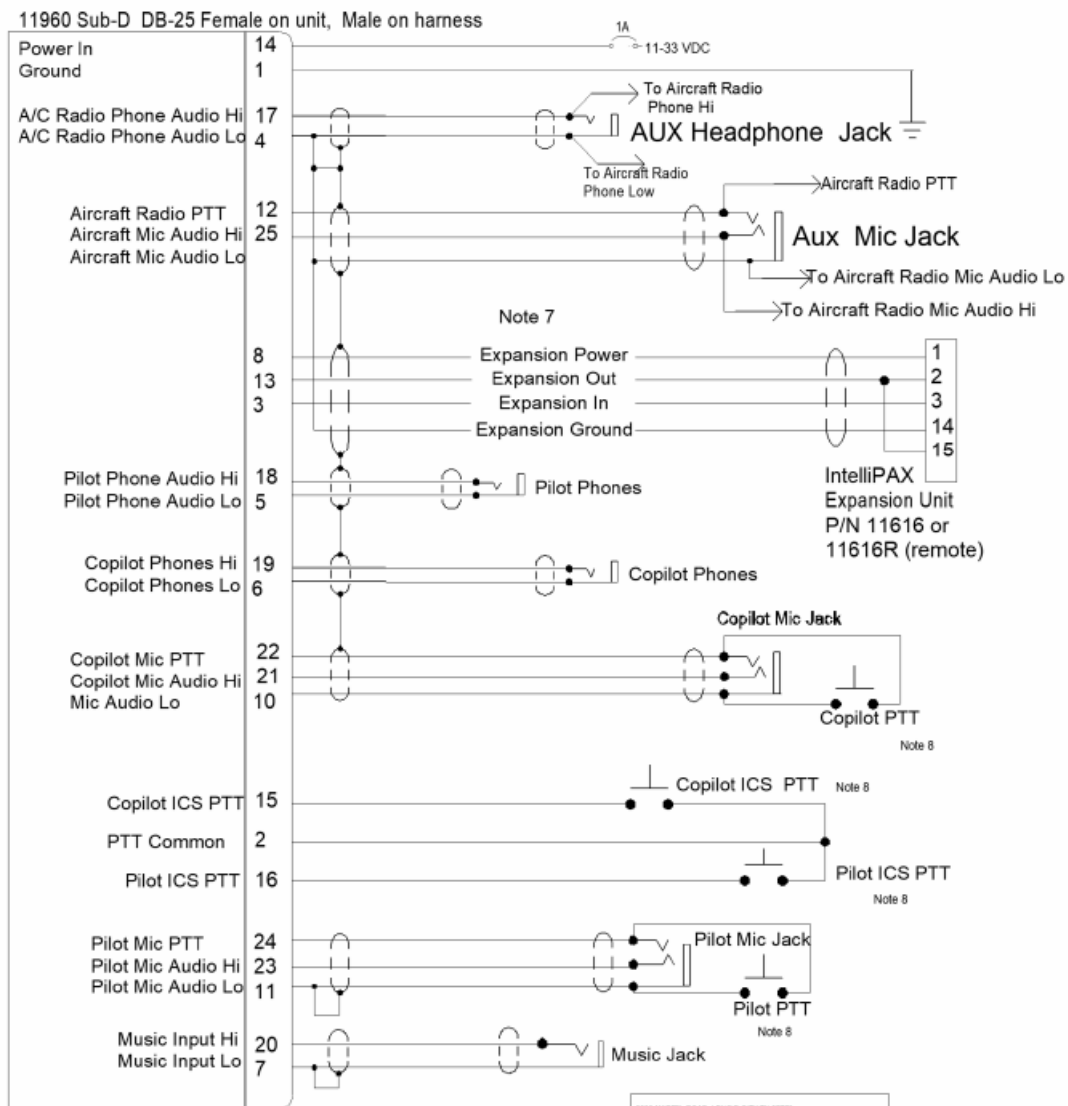 11960 Sub-D DB-25 Female on unit, Male on harness
Power In 14 1A 11-33 VDC
Ground 1
To Aircraft Radio
Phone Hi
A/C Radio Phone Audio Hi 17
A/C Radio Phone Audio Lo 4 AUX Headphone Jack
To Aircraft Radio
Phone Low
Aircraft Radio PTT
Aircraft Radio PTT 12
Aircraft Mic Audio Hi 25 Aux Mic Jack
Aircraft Mic Audio Lo
To Aircraft Radio Mic Audio Lo
To Aircraft Radio Mic Audio Hi
Note 7
8 Expansion Power 1
13 Expansion Out 2
3 Expansion In 3
Expansion Ground 14
15
IntelliPAX
Expansion Unit
P/N 11616 or
11616R (remote)
Pilot Phone Audio Hi 18
Pilot Phone Audio Lo 5 Pilot Phones
Copilot Phones Hi 19
Copilot Phones Lo 6 Copilot Phones
Copilot Mic Jack
Copilot Mic PTT 22
Copilot Mic Audio Hi 21
Mic Audio Lo 10
Copilot PTT
Note 8
Copilot ICS PTT 15 Copilot ICS PTT Note 8
PTT Common 2
Pilot ICS PTT 16 Pilot ICS PTT
Note 8
Pilot Mic PTT 24 Pilot Mic Jack
Pilot Mic Audio Hi 23
Pilot Mic Audio Lo 11
Pilot PTT
Note 8
Music Input Hi 20
Music Input Lo 7 Music Jack